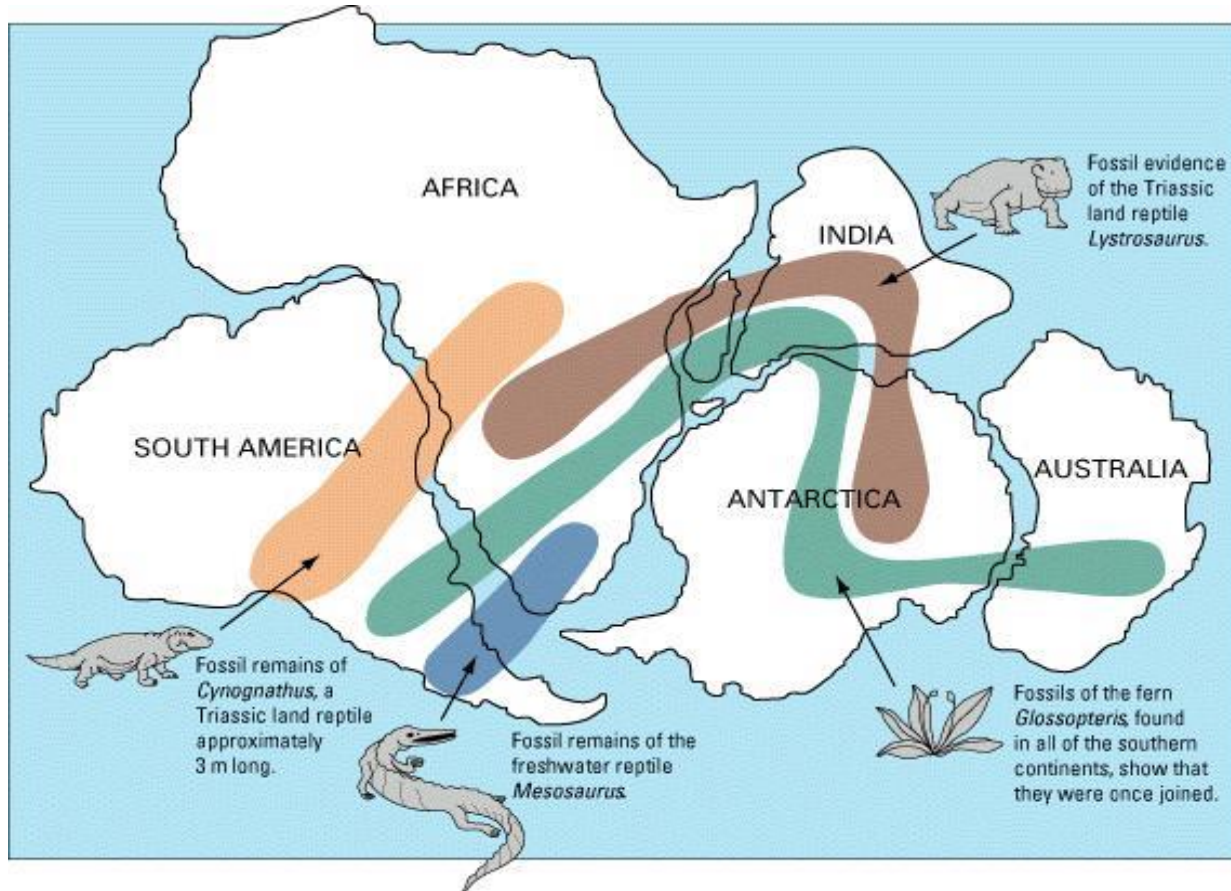 AFRICA
INDIA
Fossil evidence
of the Triassic
land reptile
Lystrosaurus.
SOUTH AMERICA
ANTARCTICA
AUSTRALIA
Fossil remains of
Cynognathus, a
Triassic land reptile
approximately
3 m long.
Fossil remains of the
freshwater reptile
Mesosaurus.
Fossils of the fern
Glossopteris, found
in all of the southern
continents, show that
they were once joined.